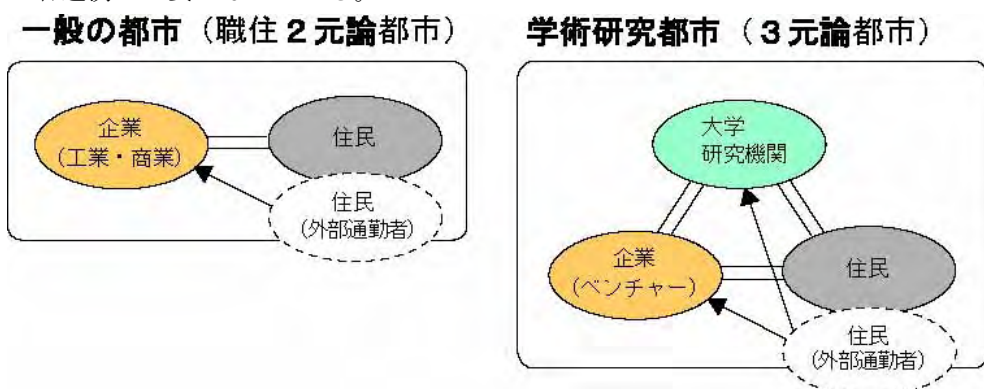 一般の都市（職住２元論都市）
企業
（工業・商業）
住民
住民
（外部通勤者）
学術研究都市（３元論都市）
大学
研究機関
企業
（ベンチャー）
住民
住民
（外部通勤者）